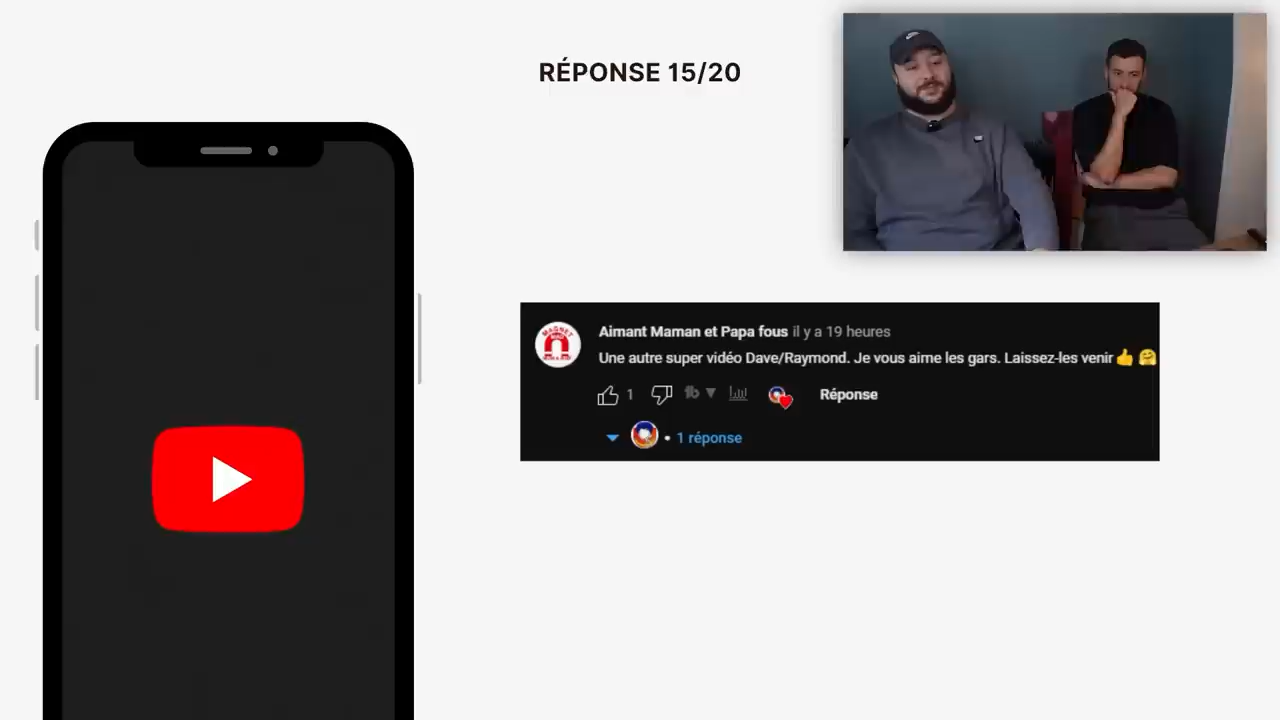 RÉPONSE 15/20
MAGNET
Aimant Maman et Papa fous il y a 19 heures
Une autre super vidéo Dave/Raymond. Je vous aime les gars. Laissez-les venir 👍 🤗
1
Réponse
• 1 réponse